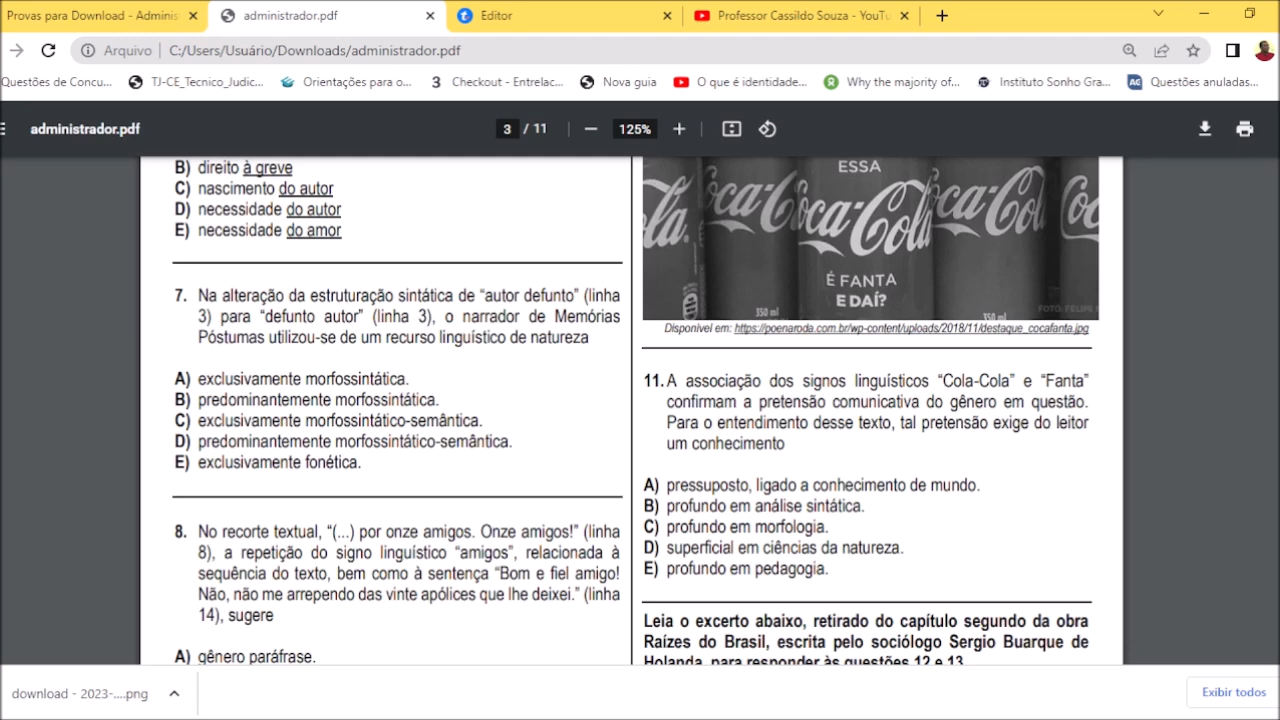 Provas para Download - Adminis
administrador.pdf
Editor
Professor Cassildo Souza - YouTu
Arquivo
C:/Users/Usuário/Downloads/administrador.pdf
Questões de Concu...
TJ-CE_Tecnico_Judic...
Orientações para o...
Checkout - Entrelac...
Nova guia
O que é identidade...
Why the majority of...
Instituto Sonho Gra...
Questões anuladas...
administrador.pdf
3 / 11
125%
B) direito à greve
C) nascimento do autor
D) necessidade do autor
E) necessidade do amor
7. Na alteração da estruturação sintática de “autor defunto” (linha
3) para “defunto autor” (linha 3), o narrador de Memórias
Póstumas utilizou-se de um recurso linguístico de natureza
A) exclusivamente morfossintática.
B) predominantemente morfossintática.
C) exclusivamente morfossintático-semântica.
D) predominantemente morfossintático-semântica.
E) exclusivamente fonética.
8. No recorte textual, “(...) por onze amigos. Onze amigos!” (linha
8), a repetição do signo linguístico “amigos”, relacionada à
sequência do texto, bem como à sentença “Bom e fiel amigo!
Não, não me arrependo das vinte apólices que lhe deixei.” (linha
14), sugere
A) gênero paráfrase.
ESSA
Coca-Cola
É FANTA
E DAÍ?
350 ml
350 ml
Disponível em: https://poenaroda.com.br/wp-content/uploads/2018/11/destaque_cocafanta.jpg
11. A associação dos signos linguísticos “Cola-Cola” e “Fanta”
confirmam a pretensão comunicativa do gênero em questão.
Para o entendimento desse texto, tal pretensão exige do leitor
um conhecimento
A) pressuposto, ligado a conhecimento de mundo.
B) profundo em análise sintática.
C) profundo em morfologia.
D) superficial em ciências da natureza.
E) profundo em pedagogia.
Leia o excerto abaixo, retirado do capítulo segundo da obra
Raízes do Brasil, escrita pelo sociólogo Sergio Buarque de
Holanda, para responder às questões 12 e 13
download - 2023-....png
Exibir todos